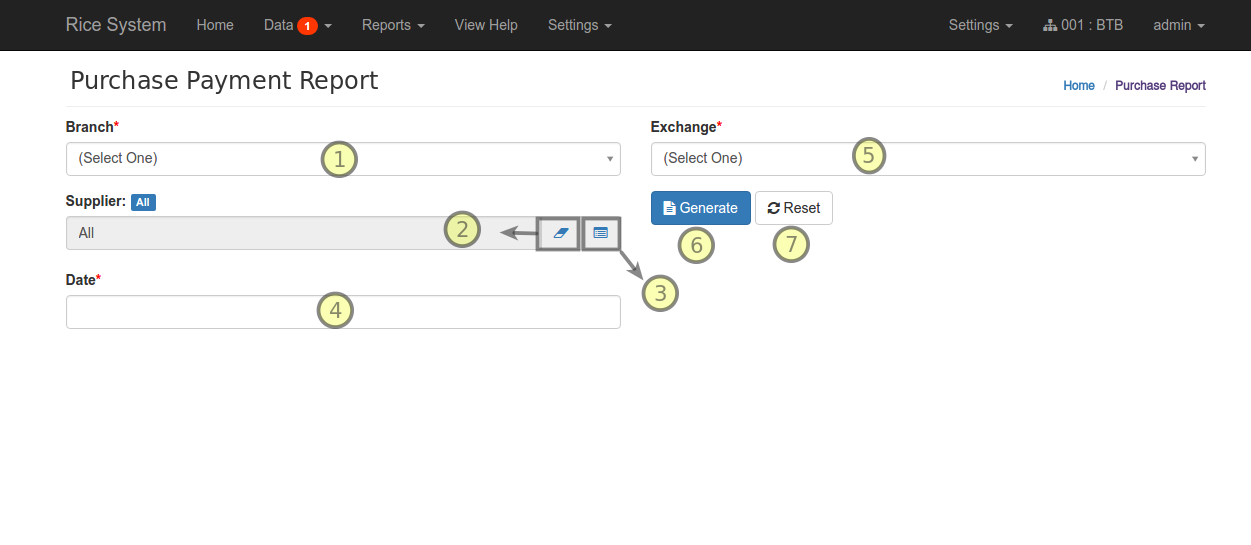 Rice System Home Data 1 Reports View Help Settings Settings 001 : BTB admin
Purchase Payment Report
Home / Purchase Report
Branch* Exchange*
(Select One) 1 (Select One) 5
Supplier: All Generate Reset
All 2 6 7
Date* 3
4